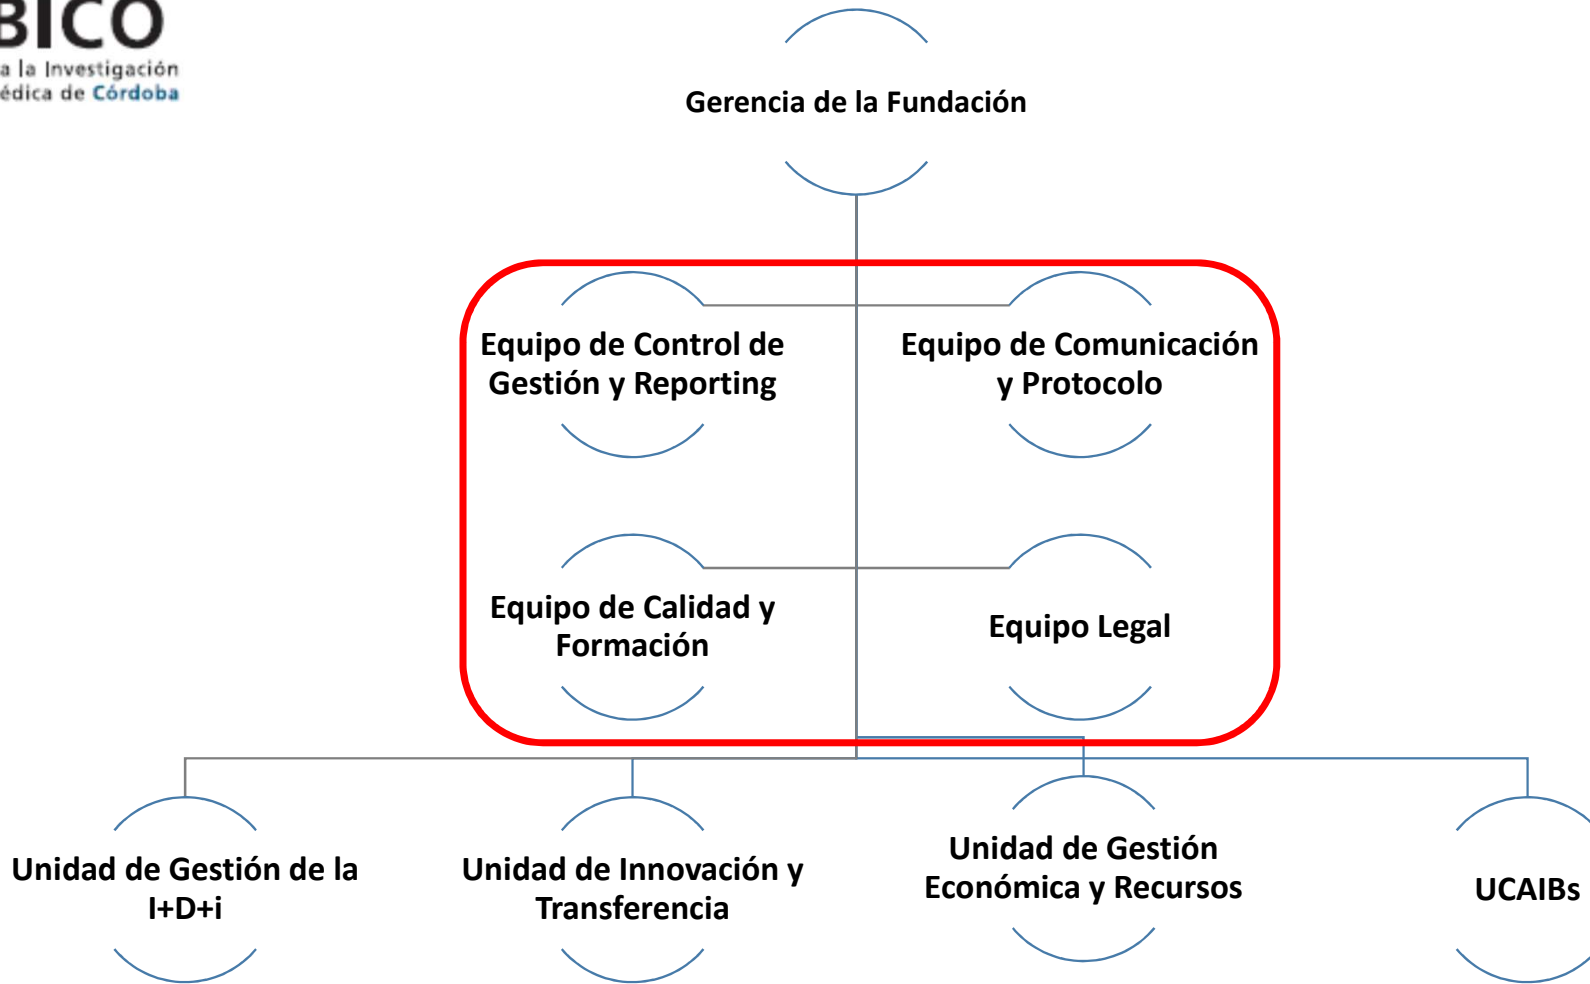 BICO
a la Investigación
édica de Córdoba
Gerencia de la Fundación
Equipo de Control de
Gestión y Reporting
Equipo de Comunicación
y Protocolo
Equipo de Calidad y
Formación
Equipo Legal
Unidad de Gestión de la
I+D+i
Unidad de Innovación y
Transferencia
Unidad de Gestión
Económica y Recursos
UCAIBs